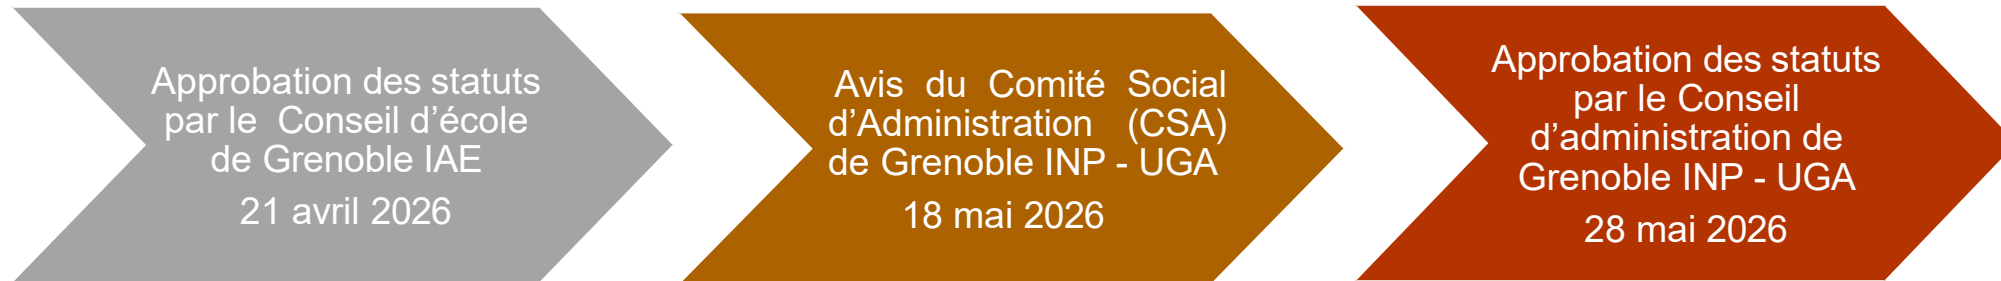 Approbation des statuts
par le Conseil d’école
de Grenoble IAE
21 avril 2026
Avis du Comité Social
d’Administration (CSA)
de Grenoble INP - UGA
18 mai 2026
Approbation des statuts
par le Conseil
d’administration de
Grenoble INP - UGA
28 mai 2026